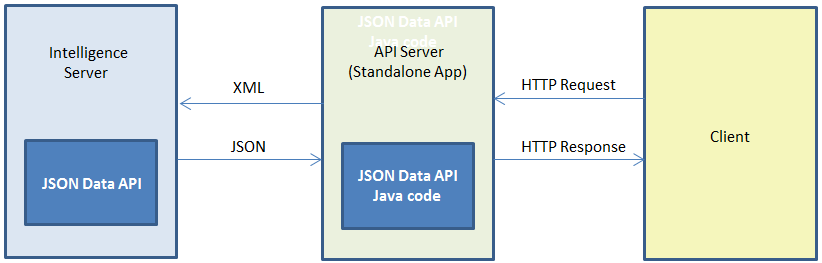 Intelligence
Server
JSON Data API
XML
JSON
JSON Data API
Java code
API Server
(Standalone App)
JSON Data API
Java code
HTTP Request
HTTP Response
Client